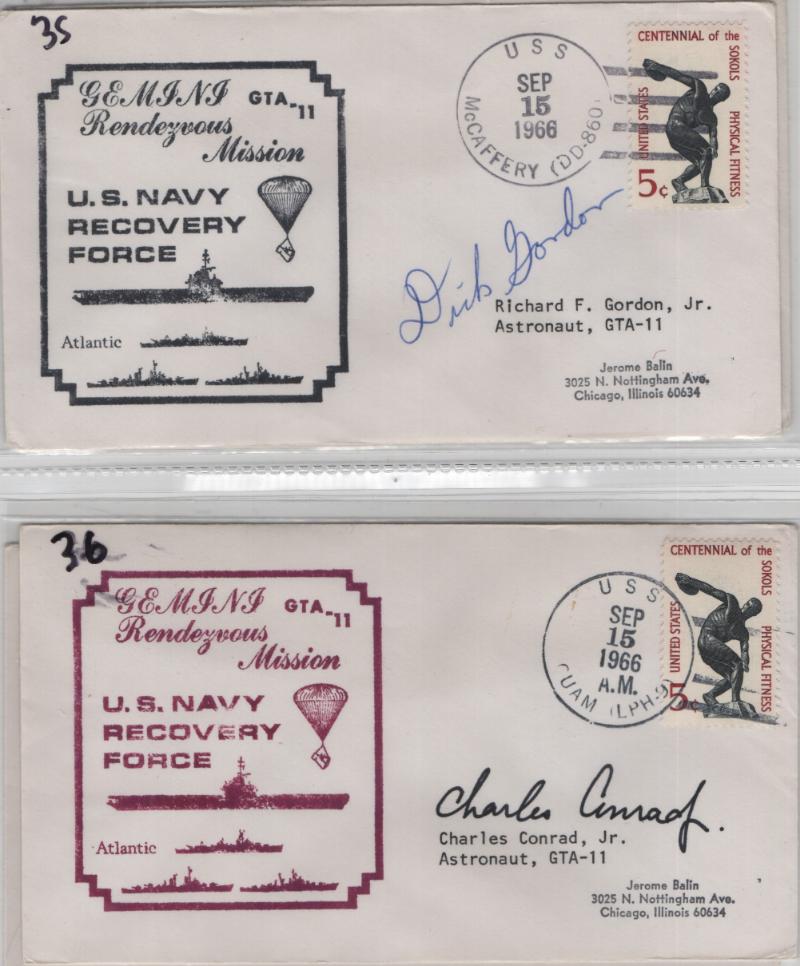 35
GEMINI GTA-11
Rendezvous
Mission
U.S. NAVY
RECOVERY
FORCE
Atlantic
USS
SEP
15
1966
McCAFFERY (DD-860)
CENTENNIAL of the
SOKOLS
PHYSICAL FITNESS
UNITED STATES
5¢
Dick Gordon
Richard F. Gordon, Jr.
Astronaut, GTA-11
Jerome Balin
3025 N. Nottingham Ave.
Chicago, Illinois 60634
36
GEMINI GTA-11
Rendezvous
Mission
U.S. NAVY
RECOVERY
FORCE
Atlantic
USS
SEP
15
1966
A.M.
GUAM (LPH-9)
CENTENNIAL of the
SOKOLS
PHYSICAL FITNESS
UNITED STATES
5¢
Charles Conrad Jr.
Charles Conrad, Jr.
Astronaut, GTA-11
Jerome Balin
3025 N. Nottingham Ave.
Chicago, Illinois 60634